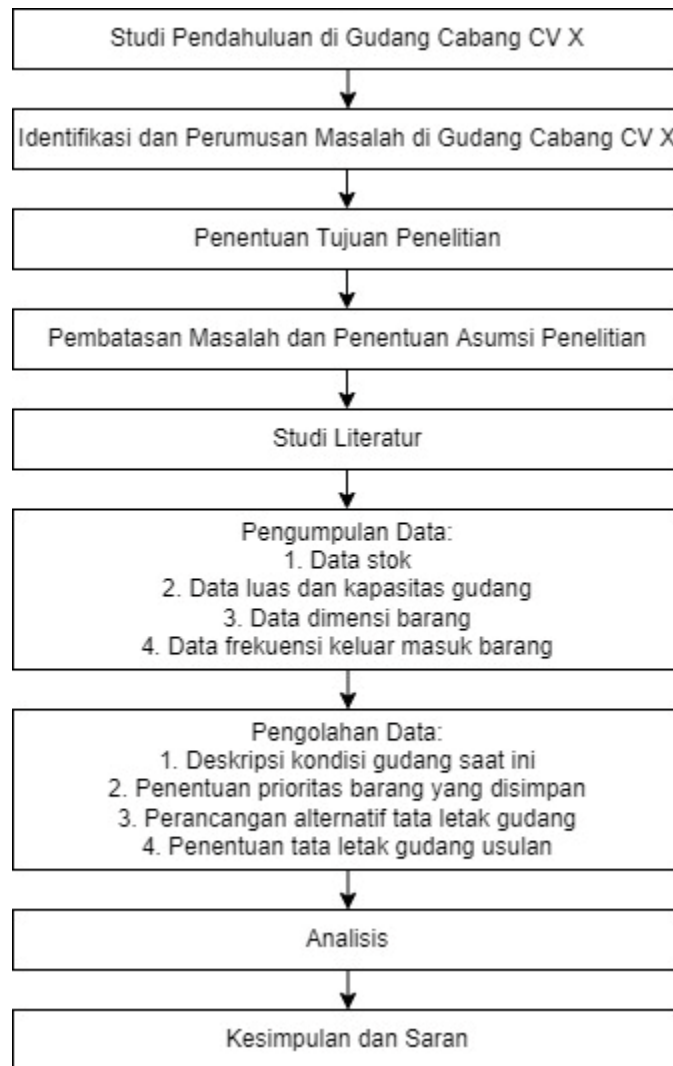 Studi Pendahuluan di Gudang Cabang CV X
Identifikasi dan Perumusan Masalah di Gudang Cabang CV X
Penentuan Tujuan Penelitian
Pembatasan Masalah dan Penentuan Asumsi Penelitian
Studi Literatur
Pengumpulan Data:
1. Data stok
2. Data luas dan kapasitas gudang
3. Data dimensi barang
4. Data frekuensi keluar masuk barang
Pengolahan Data:
1. Deskripsi kondisi gudang saat ini
2. Penentuan prioritas barang yang disimpan
3. Perancangan alternatif tata letak gudang
4. Penentuan tata letak gudang usulan
Analisis
Kesimpulan dan Saran